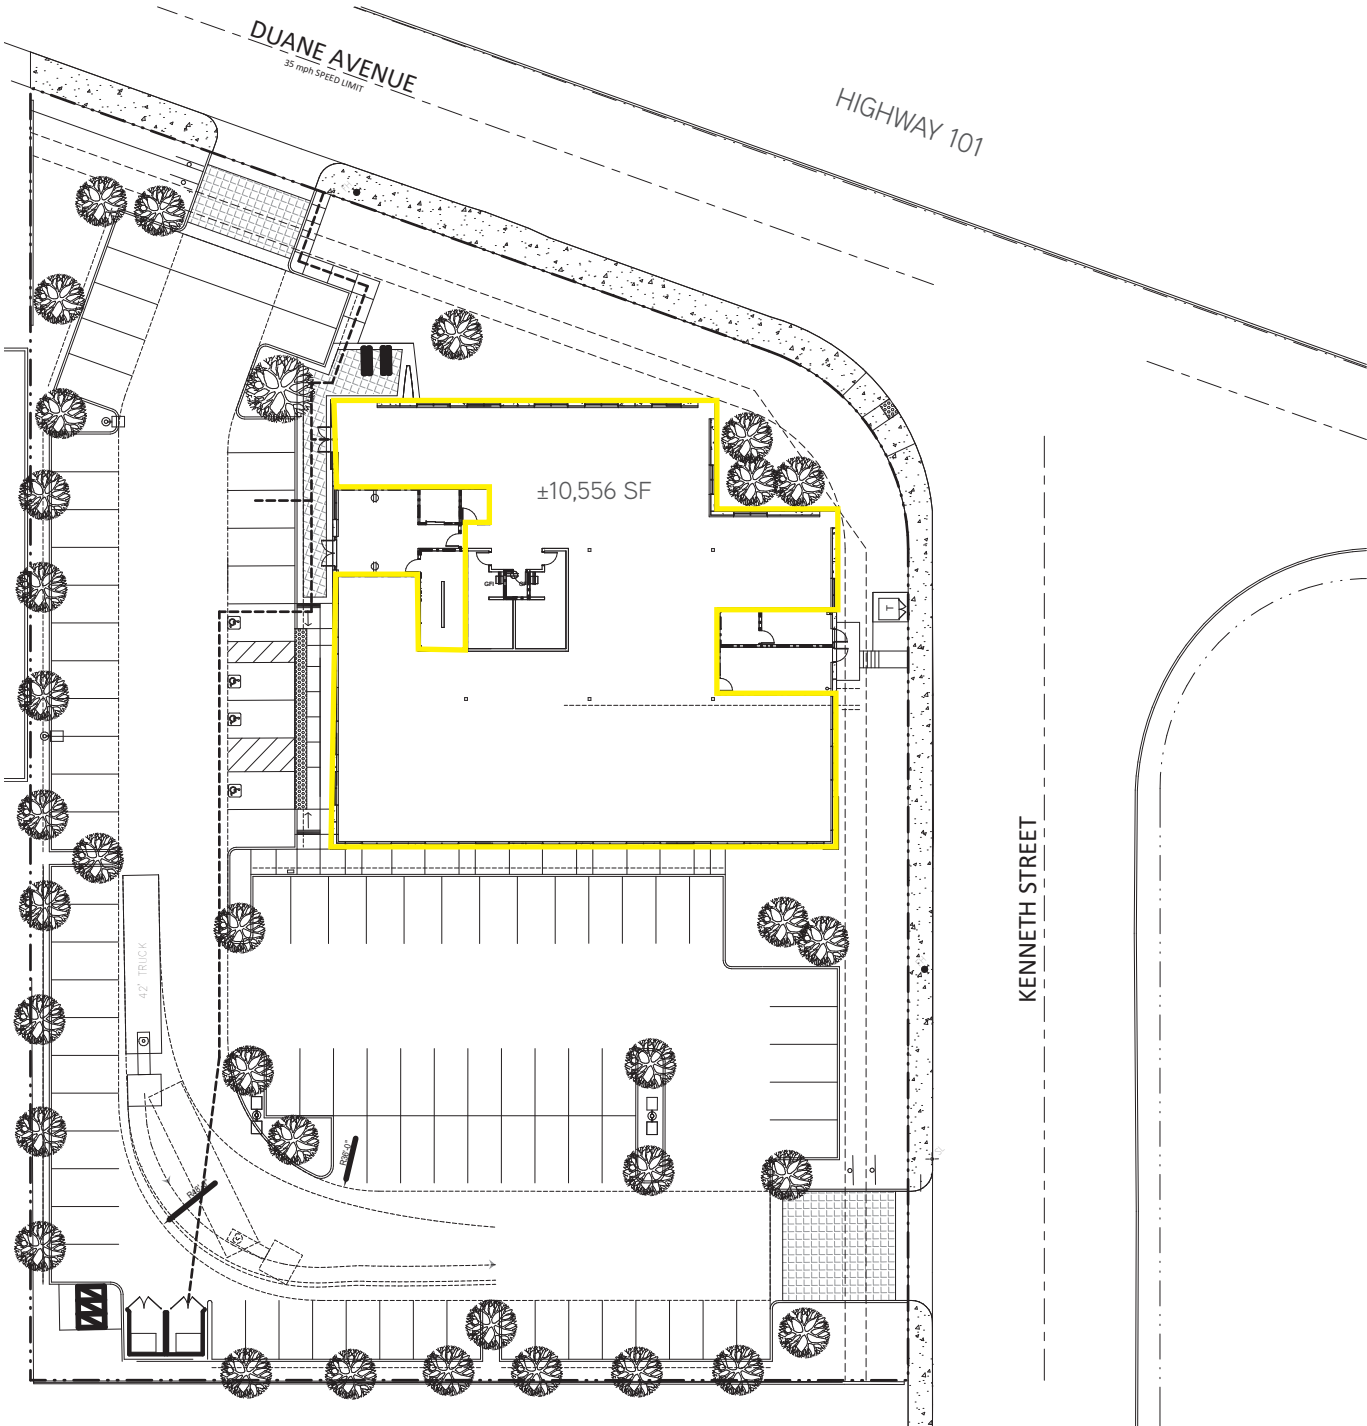 DUANE AVENUE
35 mph SPEED LIMIT
HIGHWAY 101
±10,556 SF
T
KENNETH STREET
42' TRUCK